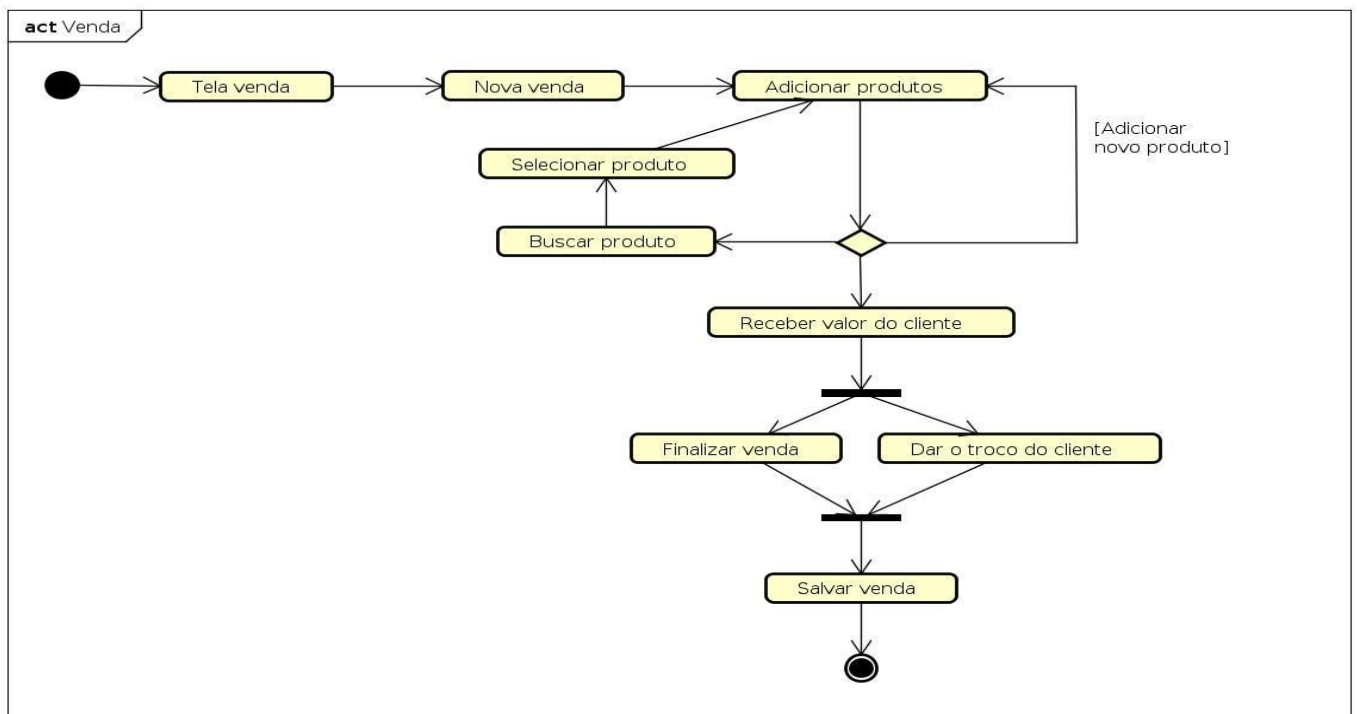 act Venda
Tela venda
Nova venda
Adicionar produtos
[Adicionar
novo produto]
Selecionar produto
Buscar produto
Receber valor do cliente
Finalizar venda
Dar o troco do cliente
Salvar venda